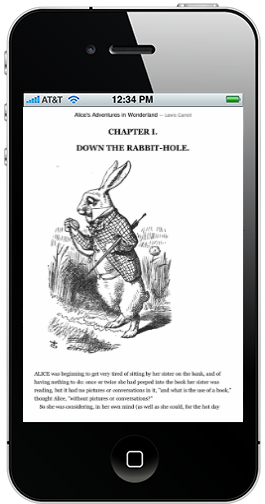 AT&T 12:34 PM
Alice's Adventures in Wonderland — Lewis Carroll
CHAPTER I.
DOWN THE RABBIT-HOLE.
ALICE was beginning to get very tired of sitting by her sister on the bank, and of
having nothing to do: once or twice she had peeped into the book her sister was
reading, but it had no pictures or conversations in it, "and what is the use of a book,"
thought Alice, "without pictures or conversations?"
So she was considering, in her own mind (as well as she could, for the hot day